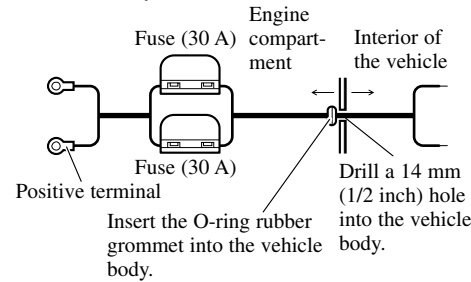 Engine
compart-
ment
Fuse (30 A)
Interior of
the vehicle
Fuse (30 A)
Positive terminal
Insert the O-ring rubber
grommet into the vehicle
body.
Drill a 14 mm
(1/2 inch) hole
into the vehicle
body.